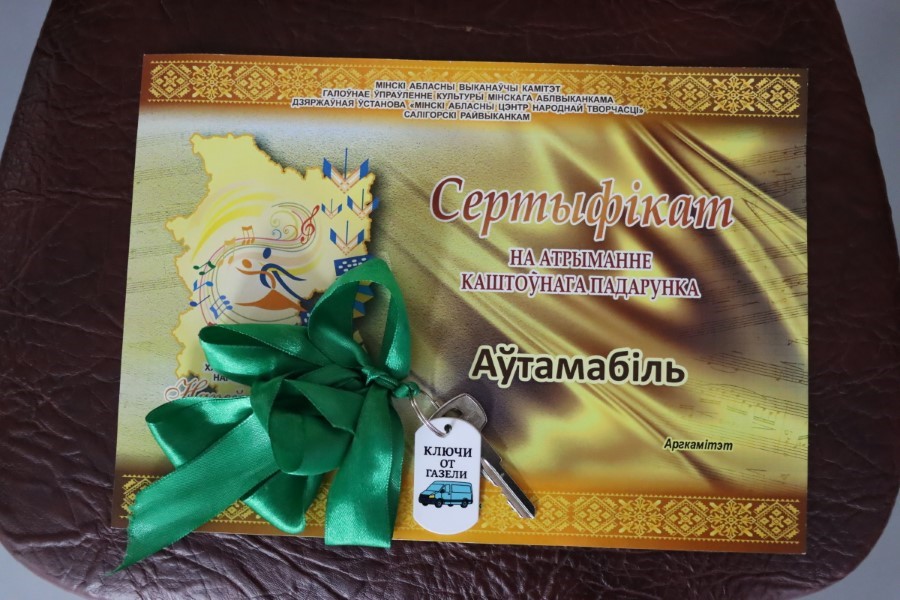 МІНСКІ АБЛАСНЫ ВЫКАНАЎЧЫ КАМІТЭТ
ГАЛОЎНАЕ ЎПРАЎЛЕННЕ КУЛЬТУРЫ МІНСКАГА АБЛВЫКАНКАМА
ДЗЯРЖАЎНАЯ ЎСТАНОВА «МІНСКІ АБЛАСНЫ ЦЭНТР НАРОДНАЙ ТВОРЧАСЦІ»
САЛІГОРСКІ РАЙВЫКАНКАМ
Сертыфікат
НА АТРЫМАННЕ
КАШТОЎНАГА ПАДАРУНКА
Аўтамабіль
Аргкамітэт
КЛЮЧИ
ОТ
ГАЗЕЛИ